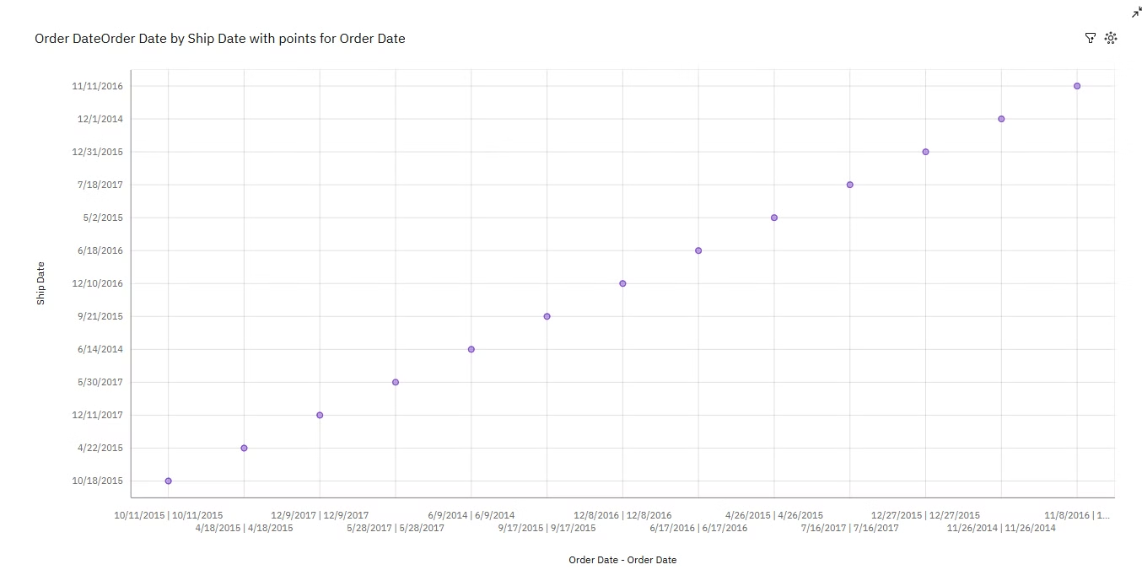 Order DateOrder Date by Ship Date with points for Order Date
11/11/2016
12/1/2014
12/31/2015
7/18/2017
5/2/2015
6/18/2016
12/10/2016
9/21/2015
6/14/2014
5/30/2017
12/11/2017
4/22/2015
10/18/2015
Ship Date
10/11/2015 | 10/11/2015
4/18/2015 | 4/18/2015
12/9/2017 | 12/9/2017
5/28/2017 | 5/28/2017
6/9/2014 | 6/9/2014
9/17/2015 | 9/17/2015
12/8/2016 | 12/8/2016
6/17/2016 | 6/17/2016
4/26/2015 | 4/26/2015
7/16/2017 | 7/16/2017
12/27/2015 | 12/27/2015
11/26/2014 | 11/26/2014
11/8/2016 | 1...
Order Date - Order Date